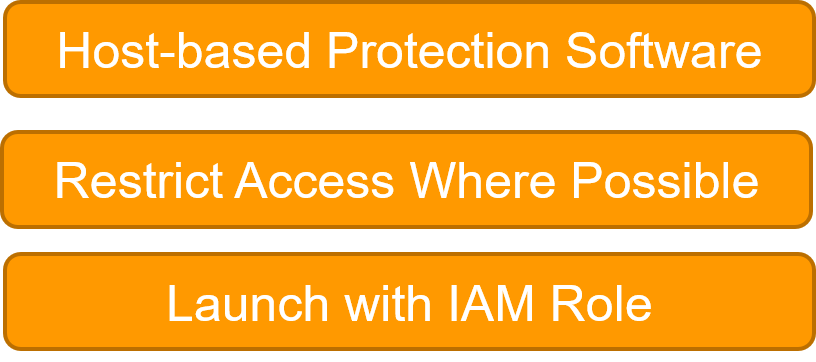 Host-based Protection Software
Restrict Access Where Possible
Launch with IAM Role